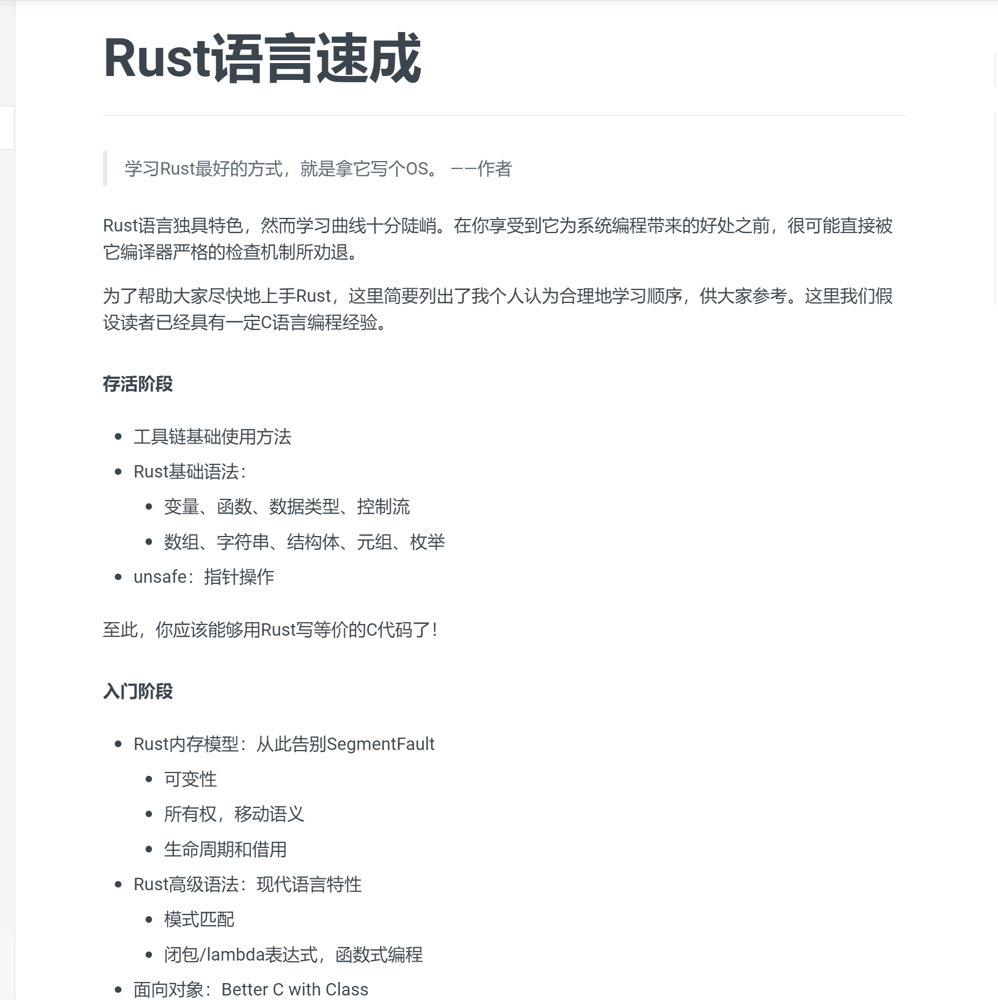 Rust语言速成
学习Rust最好的方式，就是拿它写个OS。 ——作者
Rust语言独具特色，然而学习曲线十分陡峭。在你享受到它为系统编程带来的好处之前，很可能直接被
它编译器严格的检查机制所劝退。
为了帮助大家尽快地上手Rust，这里简要列出了我个人认为合理地学习顺序，供大家参考。这里我们假
设读者已经具有一定C语言编程经验。
存活阶段
工具链基础使用方法
Rust基础语法：
变量、函数、数据类型、控制流
数组、字符串、结构体、元组、枚举
unsafe：指针操作
至此，你应该能够用Rust写等价的C代码了！
入门阶段
Rust内存模型：从此告别SegmentFault
可变性
所有权，移动语义
生命周期和借用
Rust高级语法：现代语言特性
模式匹配
闭包/lambda表达式，函数式编程
面向对象：Better C with Class